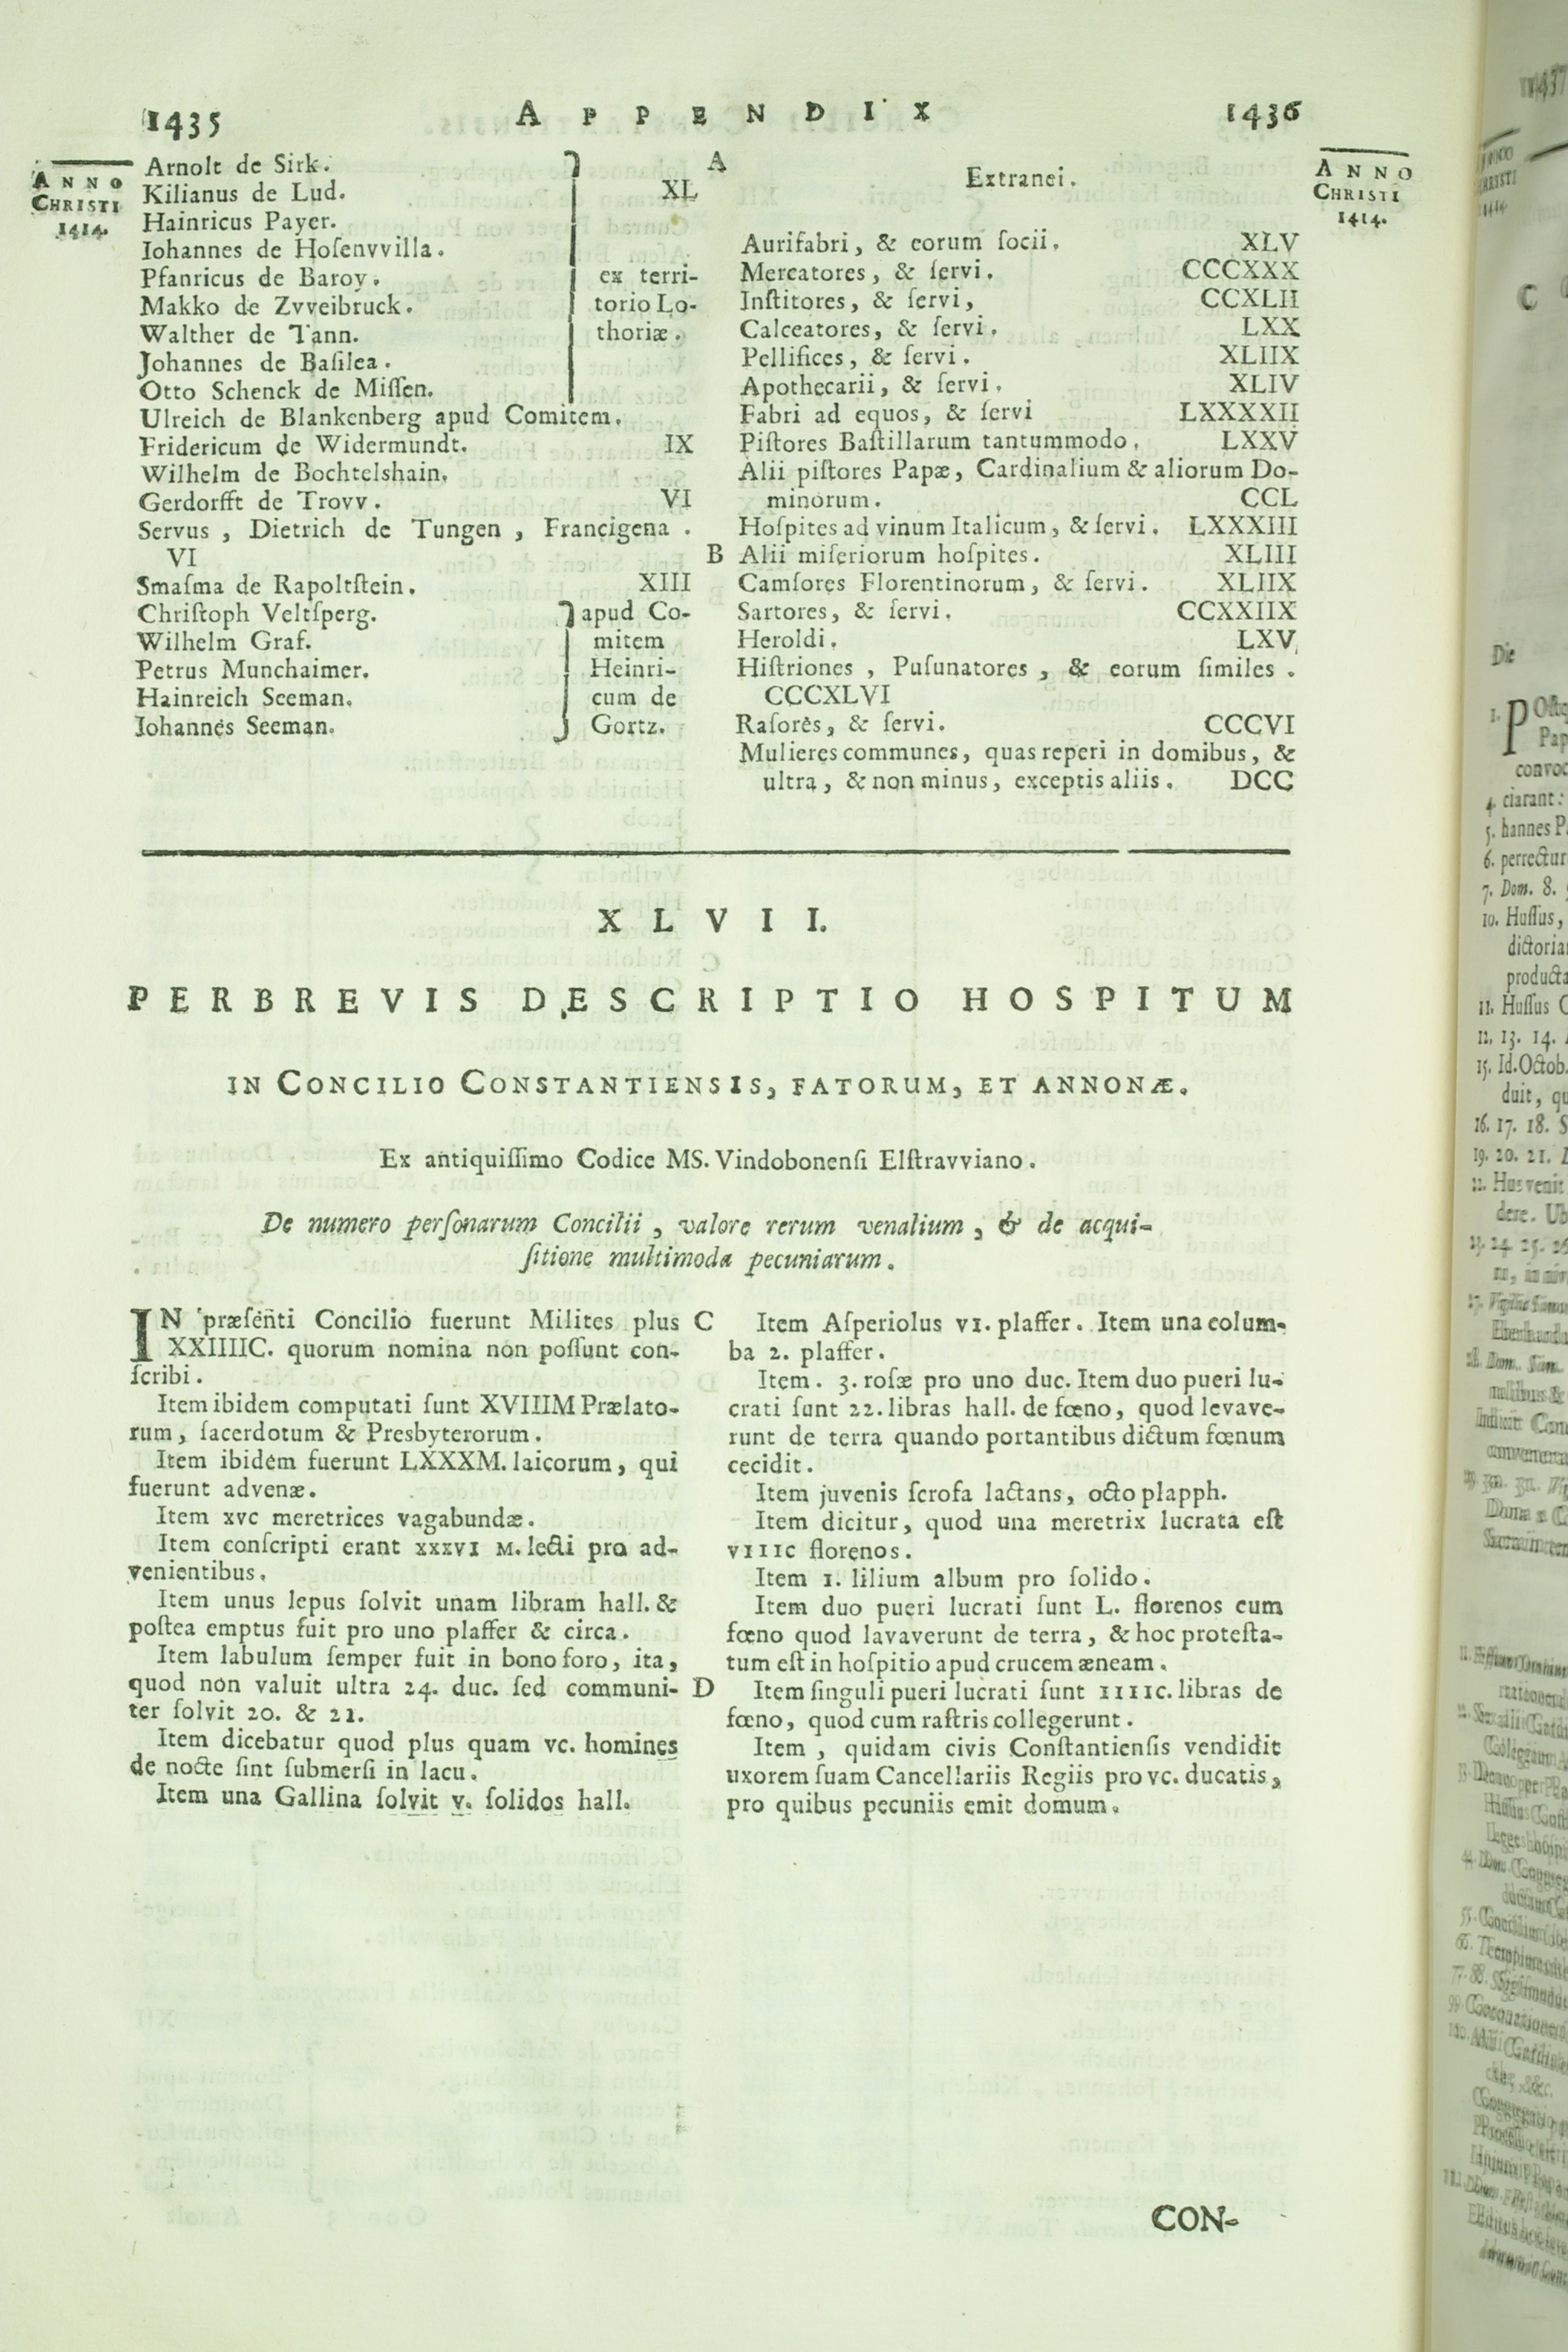 1435
APPENDIX
1436
ANNO
CHRISTI
1414.
Arnolt de Sirk.
Kilianus de Lud. XL
Hainricus Payer.
Iohannes de Hoſenvvilla.
Pfanricus de Baroy. ex terri-
Makko de Zvveibruck. torio Lo-
Walther de Tann. thoriæ.
Johannes de Baſilea.
Otto Schenck de Miſſen.
Ulreich de Blankenberg apud Comitem.
Fridericum de Widermundt. IX
Wilhelm de Bochtelshain.
Gerdorfft de Trovv. VI
Servus, Dietrich de Tungen, Francigena.
VI
Smaſma de Rapoltſtein. XIII
Chriſtoph Veltſperg. apud Co-
Wilhelm Graf. mitem
Petrus Munchaimer. Heinri-
Hainreich Seeman. cum de
Iohannes Seeman. Gortz.
A
B
Extranei.
ANNO
CHRISTI
1414.
Aurifabri, & eorum ſocii. XLV
Mercatores, & ſervi. CCCXXX
Inſtitores, & ſervi, CCXLII
Calceatores, & ſervi. LXX
Pellifices, & ſervi. XLIIX
Apothecarii, & ſervi. XLIV
Fabri ad equos, & ſervi LXXXXII
Piſtores Baſtillarum tantummodo. LXXV
Alii piſtores Papæ, Cardinalium & aliorum Do-
minorum. CCL
Hoſpites ad vinum Italicum, & ſervi. LXXXIII
Alii miſeriorum hoſpites. XLIII
Camſores Florentinorum, & ſervi. XLIIX
Sartores, & ſervi. CCXXIIX
Heroldi. LXV
Hiſtriones, Puſunatores, & eorum ſimiles.
CCCXLVI
Raſores, & ſervi. CCCVI
Mulieres communes, quas reperi in domibus, &
ultra, & non minus, exceptis aliis. DCC
XLVII.
PERBREVIS DESCRIPTIO HOSPITUM
IN CONCILIO CONSTANTIENSIS, FATORUM, ET ANNONÆ.
Ex antiquiſſimo Codice MS. Vindobonenſi Elſtravviano.
De numero perſonarum Concilii, valore rerum venalium, & de acqui-
ſitione multimoda pecuniarum.
IN præſenti Concilio fuerunt Milites plus
XXIIIIC. quorum nomina non poſſunt con-
ſcribi.
Item ibidem computati ſunt XVIIIM Prælato-
rum, ſacerdotum & Presbyterorum.
Item ibidem fuerunt LXXXM. laicorum, qui
fuerunt advenæ.
Item xvc meretrices vagabundæ.
Item conſcripti erant xxxvi M. lecti pro ad-
venientibus.
Item unus lepus ſolvit unam libram hall. &
poſtea emptus fuit pro uno plaffer & circa.
Item labulum ſemper fuit in bono foro, ita,
quod non valuit ultra 24. duc. ſed communi-
ter ſolvit 20. & 21.
Item dicebatur quod plus quam vc. homines
de nocte ſint ſubmerſi in lacu.
Item una Gallina ſolvit v. ſolidos hall.
C
D
Item Aſperiolus vi. plaffer. Item una colum-
ba 2. plaffer.
Item. 3. roſæ pro uno duc. Item duo pueri lu-
crati ſunt 22. libras hall. de fœno, quod levave-
runt de terra quando portantibus dictum fœnum
cecidit.
Item juvenis ſcrofa lactans, octo plapph.
Item dicitur, quod una meretrix lucrata eſt
viiic florenos.
Item 1. lilium album pro ſolido.
Item duo pueri lucrati ſunt L. florenos cum
fœno quod lavaverunt de terra, & hoc proteſta-
tum eſt in hoſpitio apud crucem æneam.
Item ſinguli pueri lucrati ſunt iiiic. libras de
fœno, quod cum raſtris collegerunt.
Item, quidam civis Conſtantienſis vendidit
uxorem ſuam Cancellariis Regiis pro vc. ducatis,
pro quibus pecuniis emit domum.
CON-